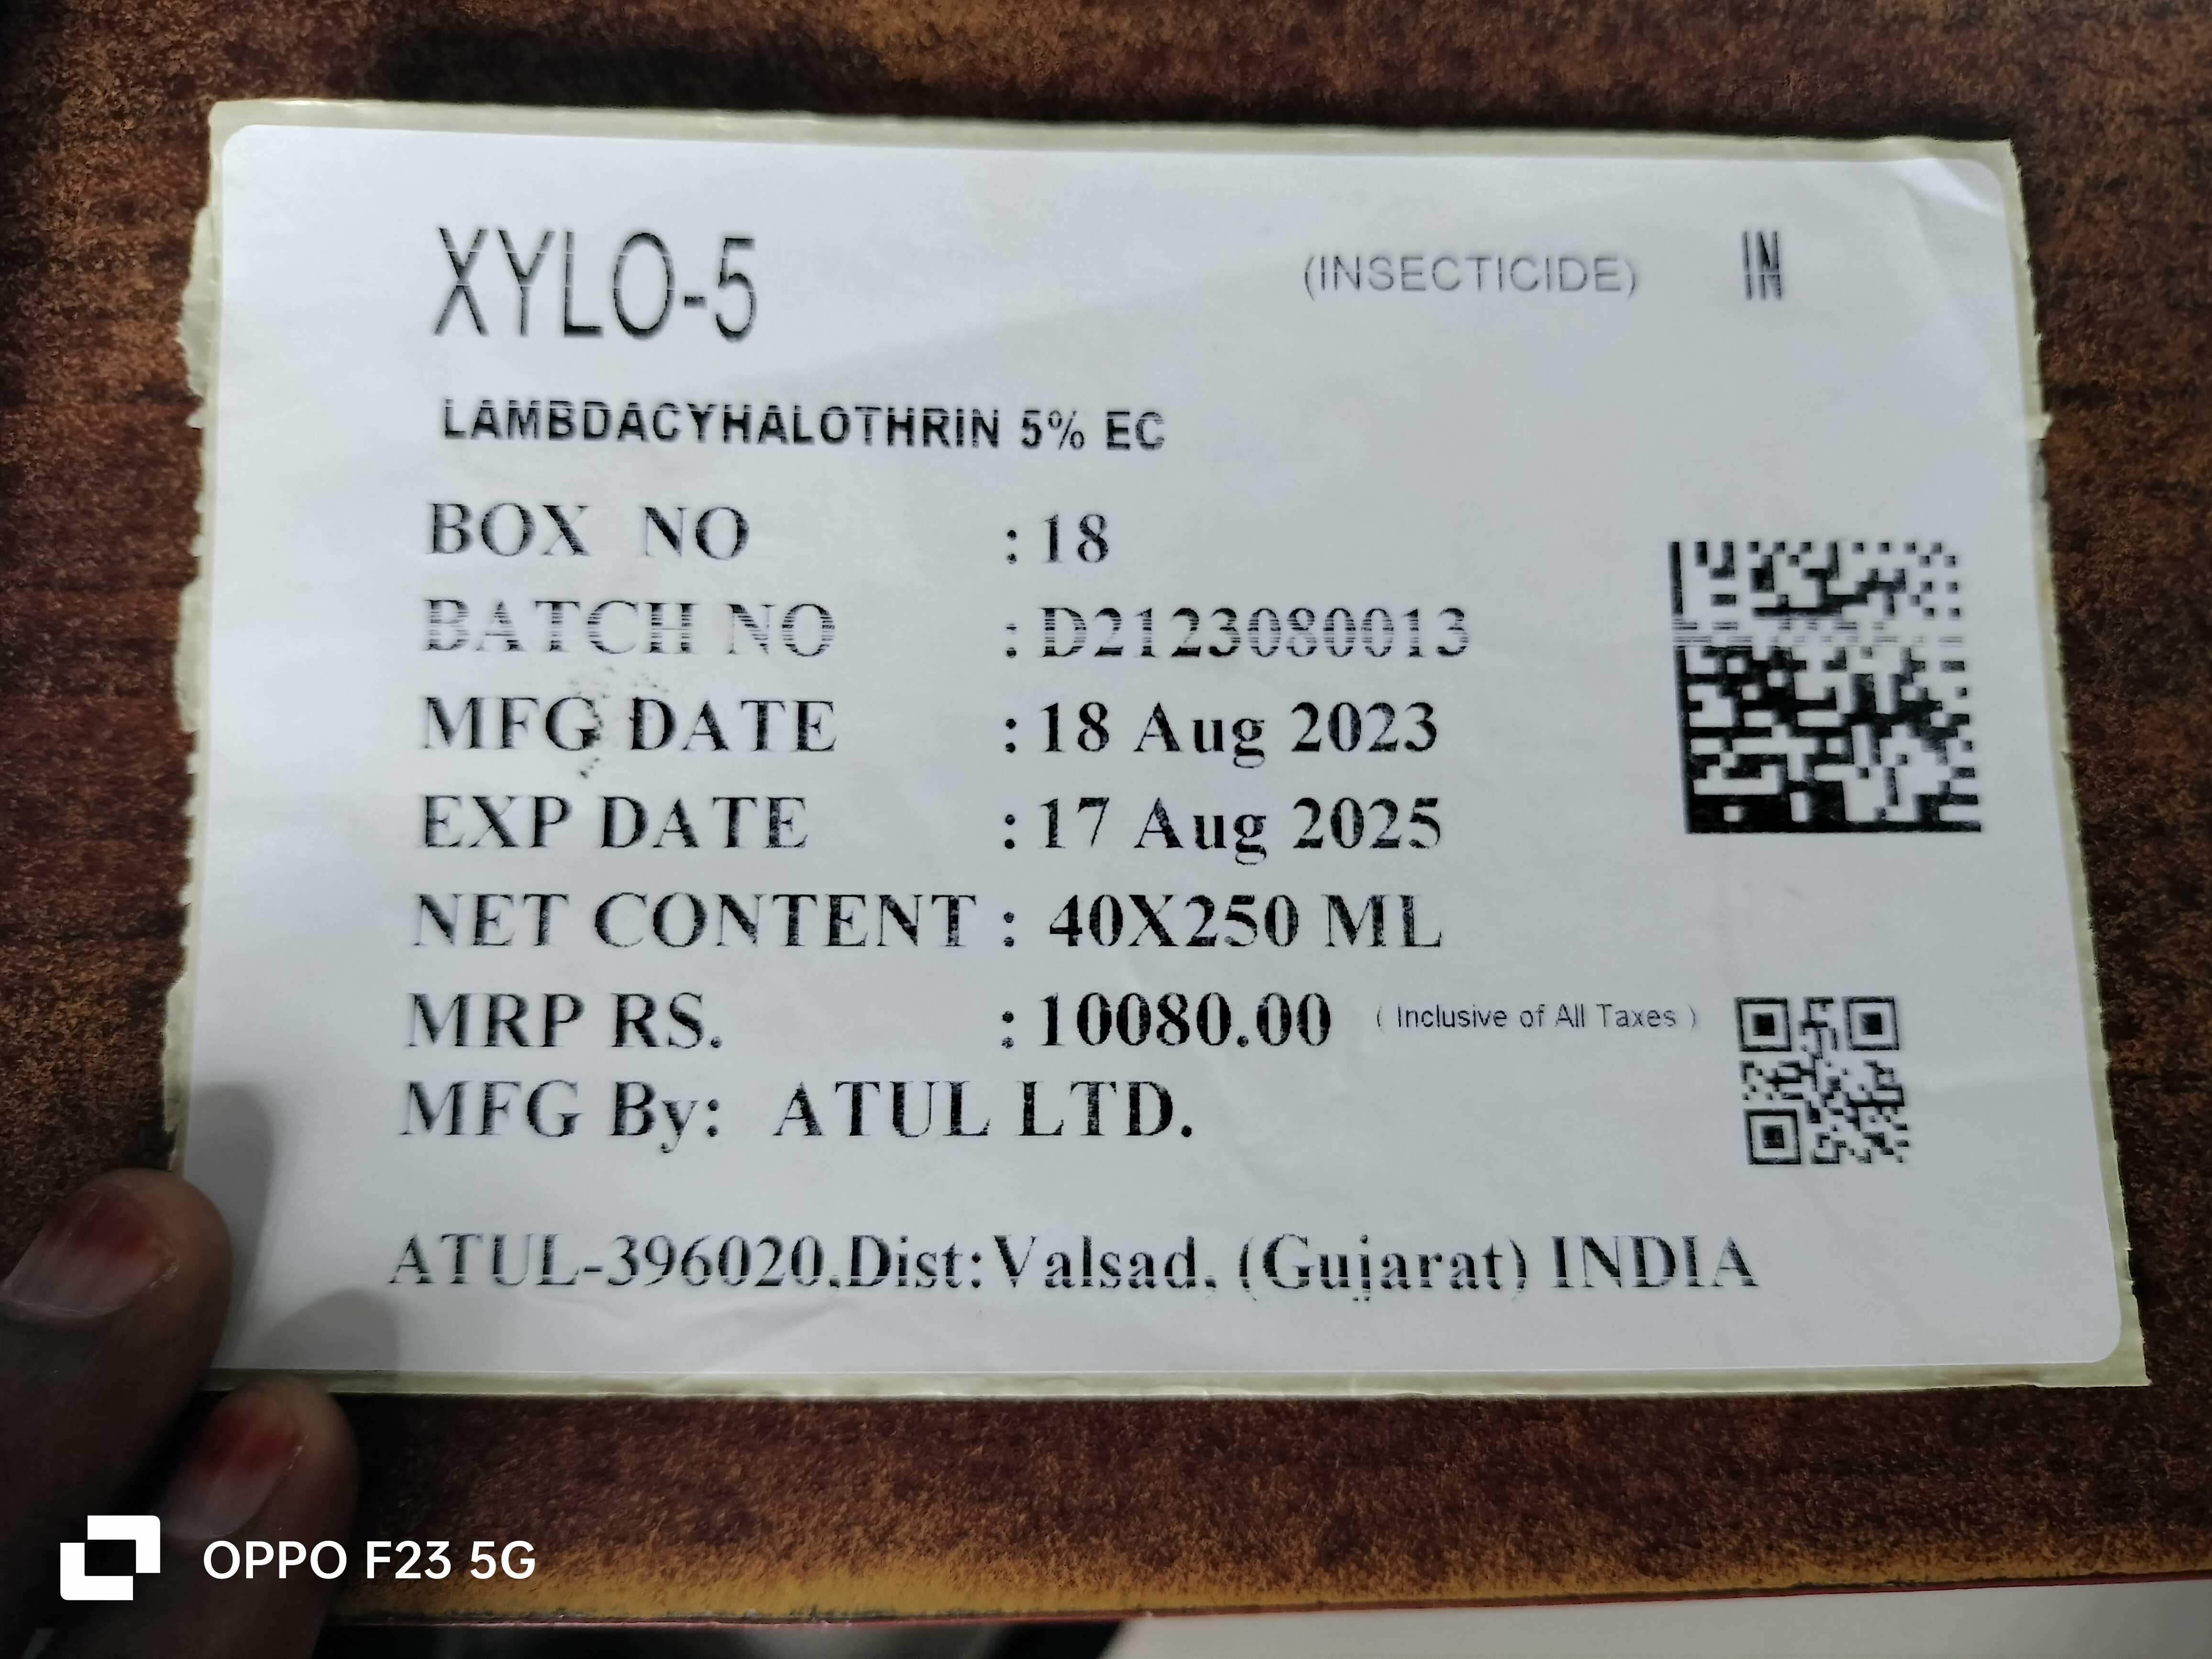 XYLO-5 (INSECTICIDE) IN
LAMBDACYHALOTHRIN 5% EC
BOX NO : 18
BATCH NO : D2123080013
MFG DATE : 18 Aug 2023
EXP DATE : 17 Aug 2025
NET CONTENT : 40X250 ML
MRP RS. : 10080.00 ( Inclusive of All Taxes )
MFG By: ATUL LTD.
ATUL-396020,Dist:Valsad, (Gujarat) INDIA
OPPO F23 5G